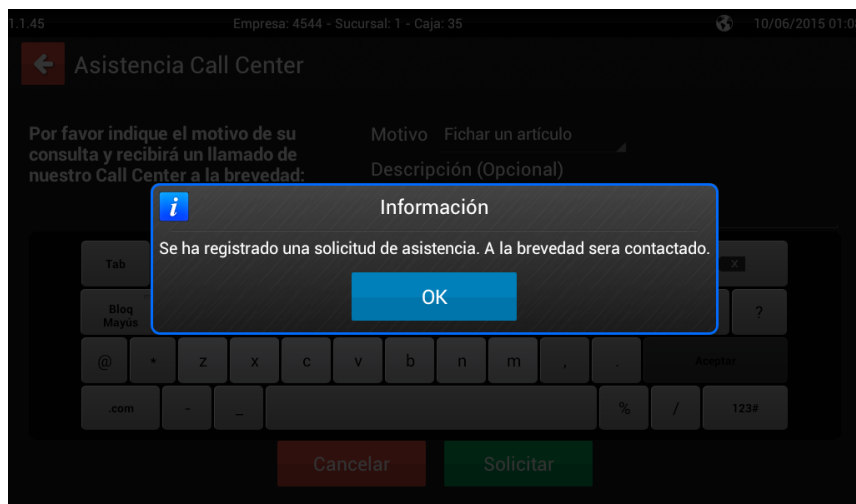 1.1.45
Empresa: 4544 - Sucursal: 1 - Caja: 35
10/06/2015 01:03
Asistencia Call Center
Por favor indique el motivo de su
consulta y recibirá un llamado de
nuestro Call Center a la brevedad:
Motivo Fichar un artículo
Descripción (Opcional)
i Información
Se ha registrado una solicitud de asistencia. A la brevedad sera contactado.
OK
Tab X
Bloq
Mayús ?
@ * z x c v b n m , . Aceptar
.com - _ % / 123#
Cancelar Solicitar